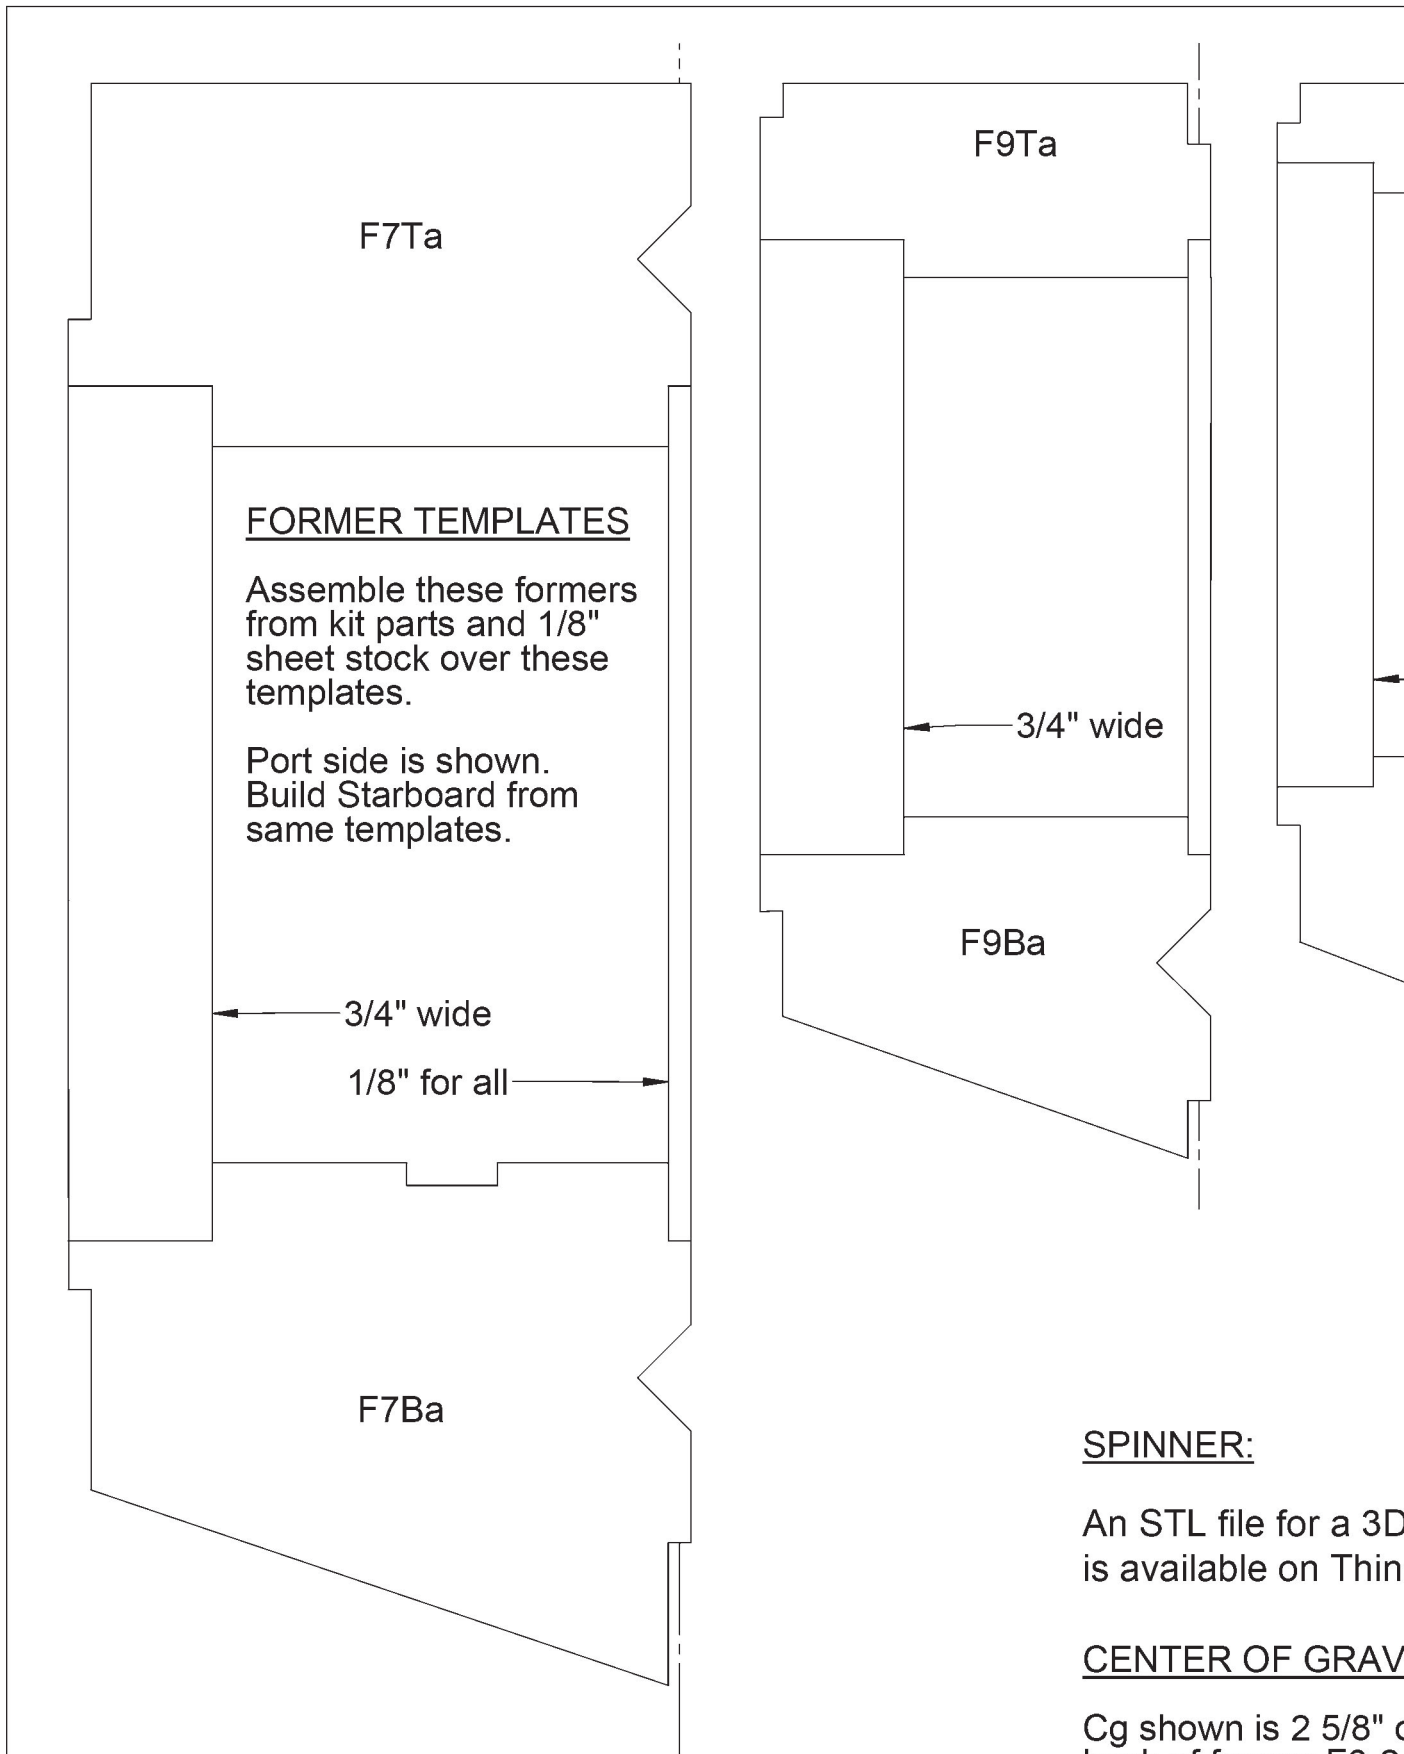 F7Ta
F9Ta
FORMER TEMPLATES
Assemble these formers
from kit parts and 1/8"
sheet stock over these
templates.
Port side is shown.
Build Starboard from
same templates.
3/4" wide
1/8" for all
3/4" wide
F9Ba
F7Ba
SPINNER:
An STL file for a 3D
is available on Thin
CENTER OF GRAV
Cg shown is 2 5/8"